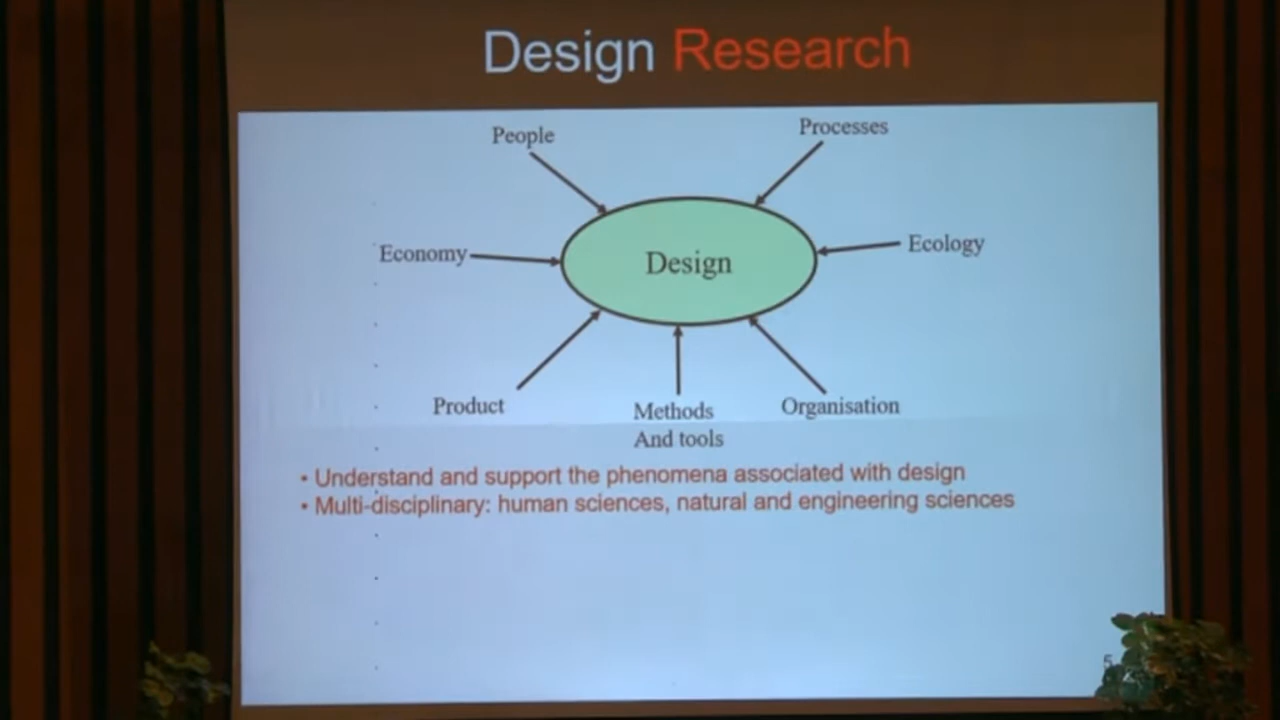 Design Research
People
Processes
Economy
Design
Ecology
Product
Methods
And tools
Organisation
• Understand and support the phenomena associated with design
• Multi-disciplinary: human sciences, natural and engineering sciences
5